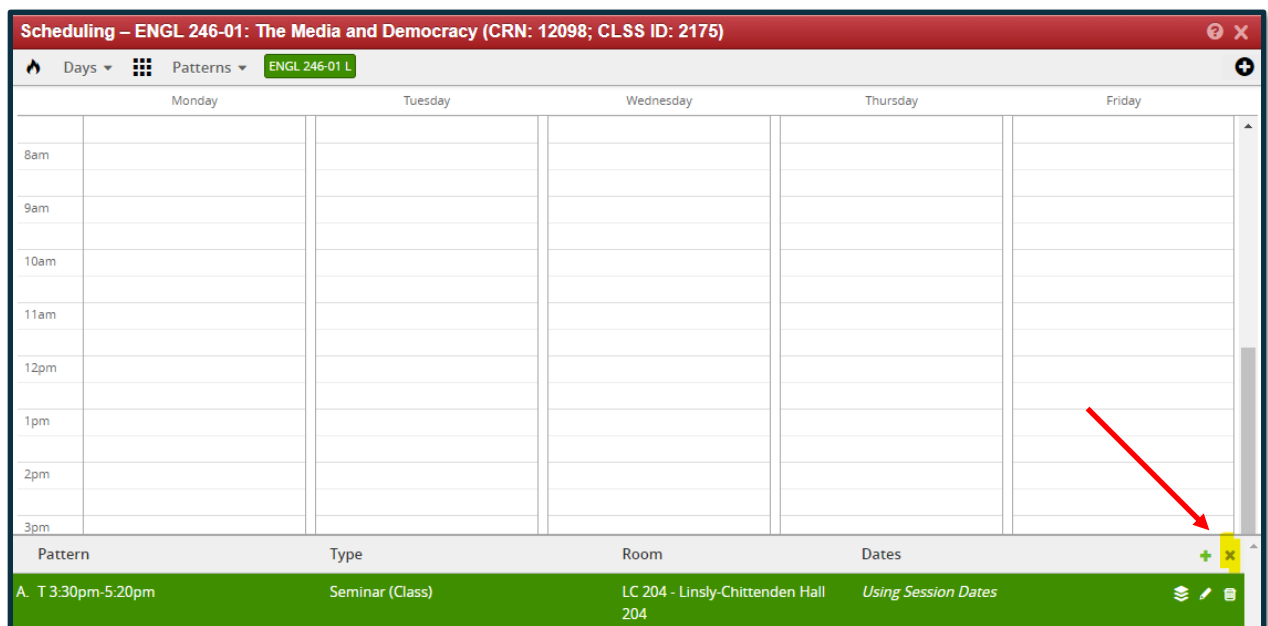 Scheduling – ENGL 246-01: The Media and Democracy (CRN: 12098; CLSS ID: 2175)
Days Patterns ENGL 246-01 L
Monday Tuesday Wednesday Thursday Friday
8am
9am
10am
11am
12pm
1pm
2pm
3pm
Pattern Type Room Dates
A. T 3:30pm-5:20pm Seminar (Class) LC 204 - Linsly-Chittenden Hall Using Session Dates
204